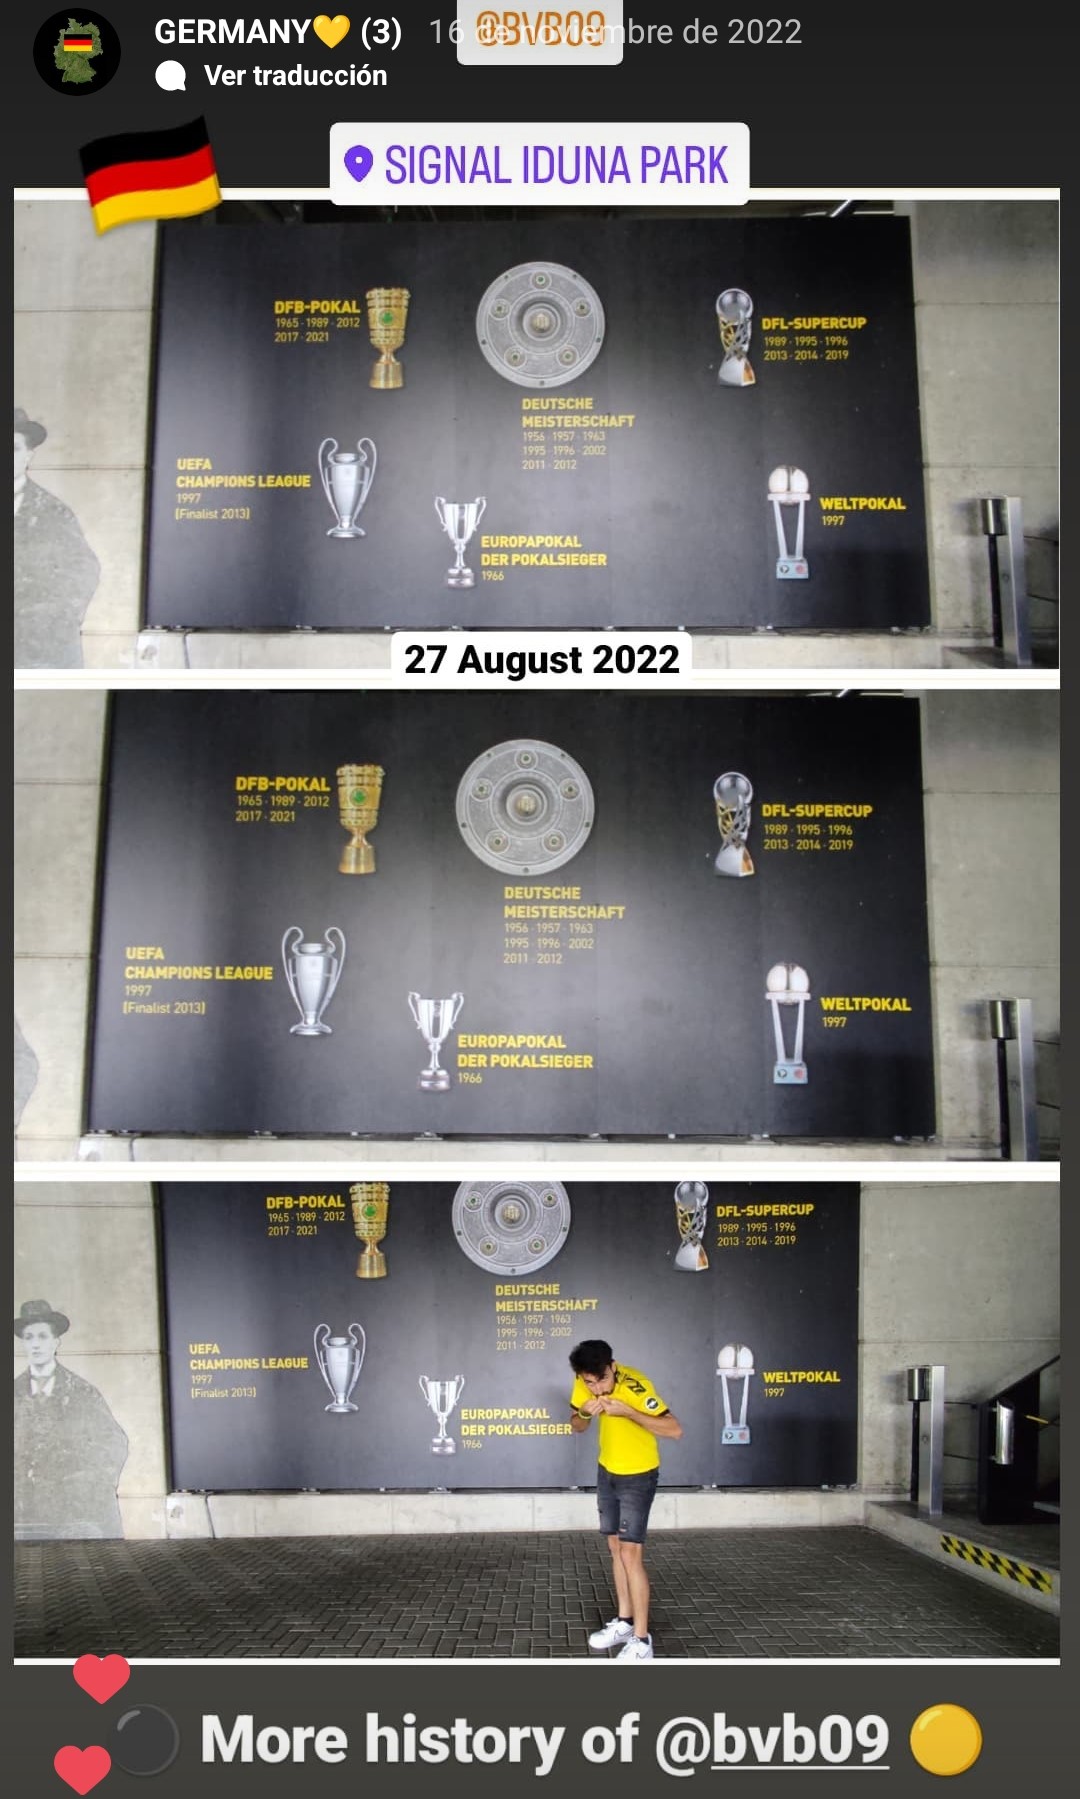 GERMANY💛 (3) 16 de noviembre de 2022
@BVB09
Ver traducción
SIGNAL IDUNA PARK
DFB-POKAL
1965 · 1989 · 2012
2017 · 2021
DFL-SUPERCUP
1989 · 1995 · 1996
2013 · 2014 · 2019
DEUTSCHE
MEISTERSCHAFT
1956 · 1957 · 1963
1995 · 1996 · 2002
2011 · 2012
UEFA
CHAMPIONS LEAGUE
1997
(Finalist 2013)
EUROPAPOKAL
DER POKALSIEGER
1966
WELTPOKAL
1997
27 August 2022
DFB-POKAL
1965 · 1989 · 2012
2017 · 2021
DFL-SUPERCUP
1989 · 1995 · 1996
2013 · 2014 · 2019
DEUTSCHE
MEISTERSCHAFT
1956 · 1957 · 1963
1995 · 1996 · 2002
2011 · 2012
UEFA
CHAMPIONS LEAGUE
1997
(Finalist 2013)
EUROPAPOKAL
DER POKALSIEGER
1966
WELTPOKAL
1997
DFB-POKAL
1965 · 1989 · 2012
2017 · 2021
DFL-SUPERCUP
1989 · 1995 · 1996
2013 · 2014 · 2019
DEUTSCHE
MEISTERSCHAFT
1956 · 1957 · 1963
1995 · 1996 · 2002
2011 · 2012
UEFA
CHAMPIONS LEAGUE
1997
(Finalist 2013)
EUROPAPOKAL
DER POKALSIEGER
1966
WELTPOKAL
1997
More history of @bvb09